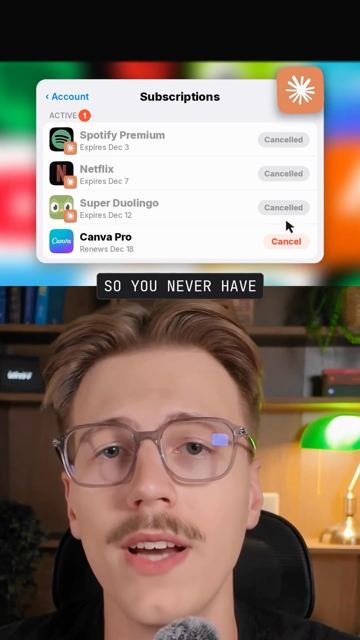 ‹ Account
Subscriptions
ACTIVE 1
Spotify Premium
Expires Dec 3
Cancelled
Netflix
Expires Dec 7
Cancelled
Super Duolingo
Expires Dec 12
Cancelled
Canva
Canva Pro
Renews Dec 18
Cancel
SO YOU NEVER HAVE